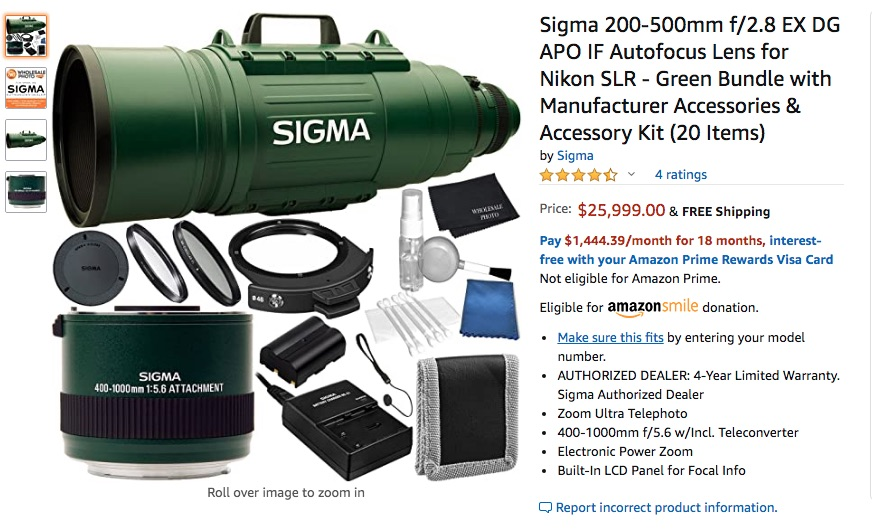 WHOLESALE
PHOTO
SIGMA
SIGMA
WHOLESALE
PHOTO
SIGMA
SIGMA
400-1000mm 1:5.6 ATTACHMENT
SIGMA
Roll over image to zoom in
Sigma 200-500mm f/2.8 EX DG
APO IF Autofocus Lens for
Nikon SLR - Green Bundle with
Manufacturer Accessories &
Accessory Kit (20 Items)
by Sigma
4 ratings
Price: $25,999.00 & FREE Shipping
Pay $1,444.39/month for 18 months, interest-
free with your Amazon Prime Rewards Visa Card
Not eligible for Amazon Prime.
Eligible for amazonsmile donation.
• Make sure this fits by entering your model
number.
• AUTHORIZED DEALER: 4-Year Limited Warranty.
Sigma Authorized Dealer
• Zoom Ultra Telephoto
• 400-1000mm f/5.6 w/Incl. Teleconverter
• Electronic Power Zoom
• Built-In LCD Panel for Focal Info
Report incorrect product information.